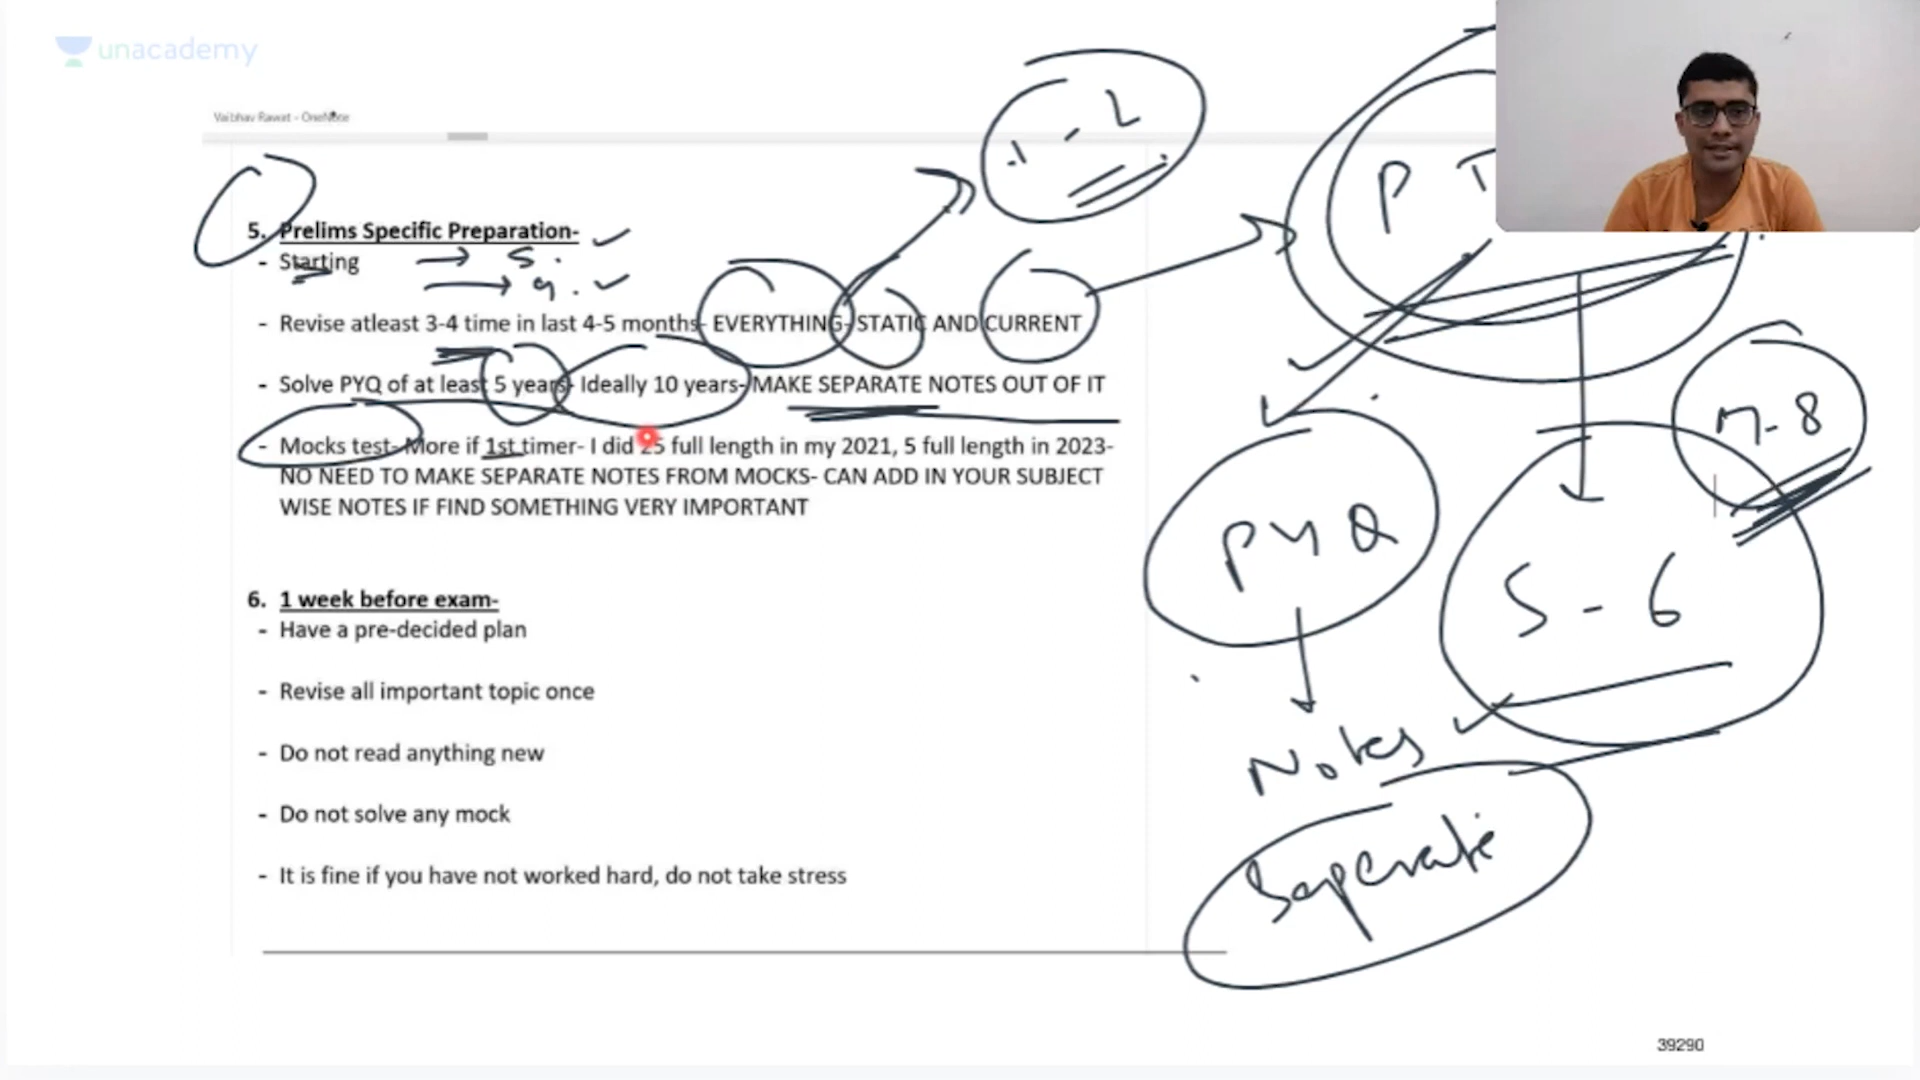 unacademy
Vaibhav Rawat - OneNote
1 - 2
P T
5. Prelims Specific Preparation-
- Starting → 5.
→ 9.
- Revise atleast 3-4 time in last 4-5 months- EVERYTHING- STATIC AND CURRENT
- Solve PYQ of at least 5 years- Ideally 10 years- MAKE SEPARATE NOTES OUT OF IT
- Mocks test- More if 1st timer- I did 25 full length in my 2021, 5 full length in 2023-
NO NEED TO MAKE SEPARATE NOTES FROM MOCKS- CAN ADD IN YOUR SUBJECT
WISE NOTES IF FIND SOMETHING VERY IMPORTANT
7-8
PYQ
5-6
Notes
Seperate
6. 1 week before exam-
- Have a pre-decided plan
- Revise all important topic once
- Do not read anything new
- Do not solve any mock
- It is fine if you have not worked hard, do not take stress
39290